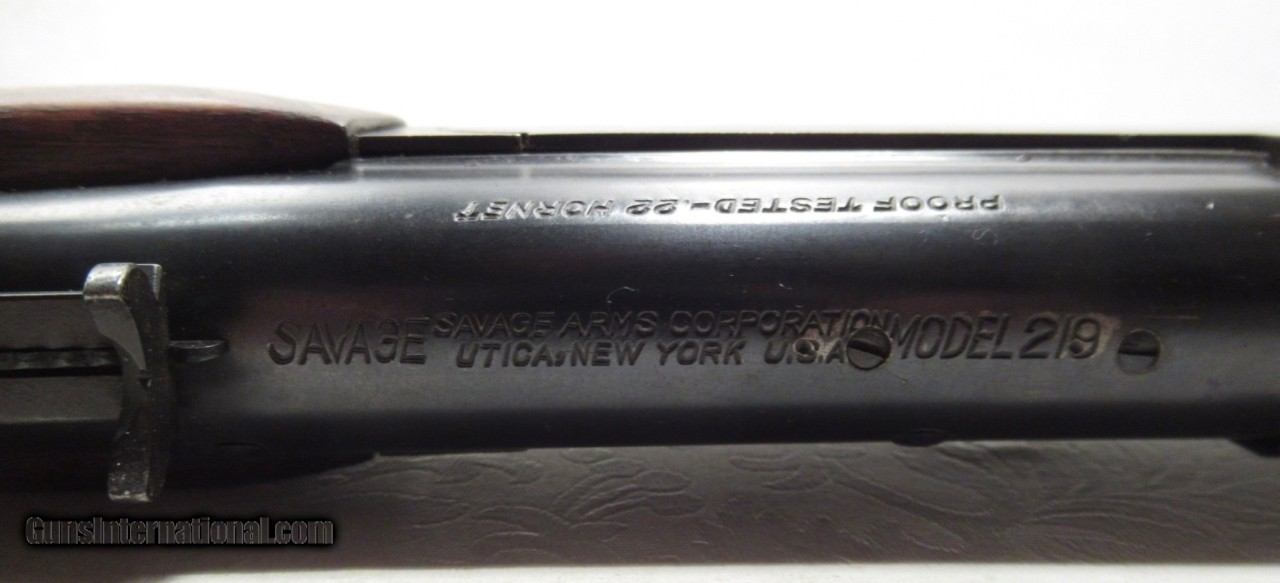 PROOF TESTED-.22 HORNET
SAVAGE
SAVAGE ARMS CORPORATION
UTICA, NEW YORK U.S.A.
MODEL 219
GunsInternational.com